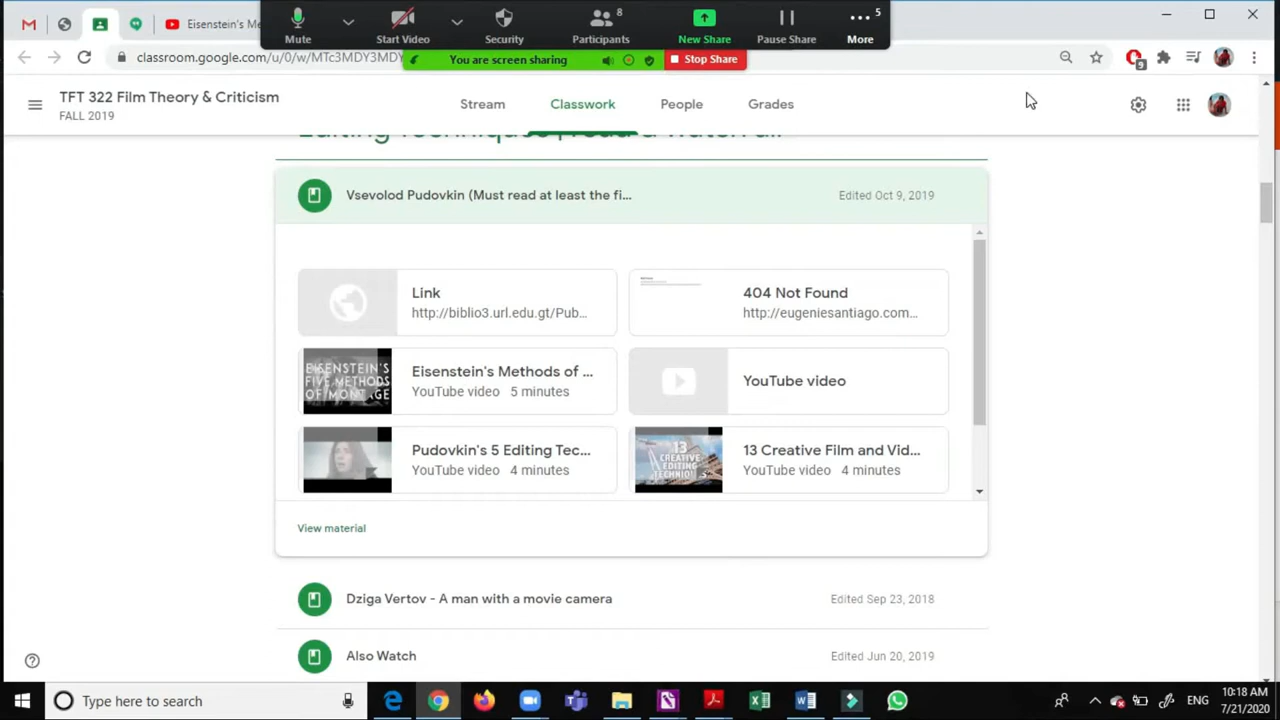 8
5
Mute
Start Video
Security
Participants
New Share
Pause Share
More
Eisenstein's Me
classroom.google.com/u/0/w/MTc3MDY3MDY
You are screen sharing
Stop Share
9
TFT 322 Film Theory & Criticism
FALL 2019
Stream
Classwork
People
Grades
Editing Techniques
Vsevolod Pudovkin (Must read at least the fi...
Edited Oct 9, 2019
Link
http://biblio3.url.edu.gt/Pub...
404 Not Found
http://eugeniesantiago.com...
EISENSTEIN'S
FIVE METHODS
OF MONTAGE
Eisenstein's Methods of ...
YouTube video 5 minutes
YouTube video
Pudovkin's 5 Editing Tec...
YouTube video 4 minutes
13
CREATIVE
EDITING
TECHNIQUES
13 Creative Film and Vid...
YouTube video 4 minutes
View material
Dziga Vertov - A man with a movie camera
Edited Sep 23, 2018
Also Watch
Edited Jun 20, 2019
Type here to search
ENG
10:18 AM
7/21/2020